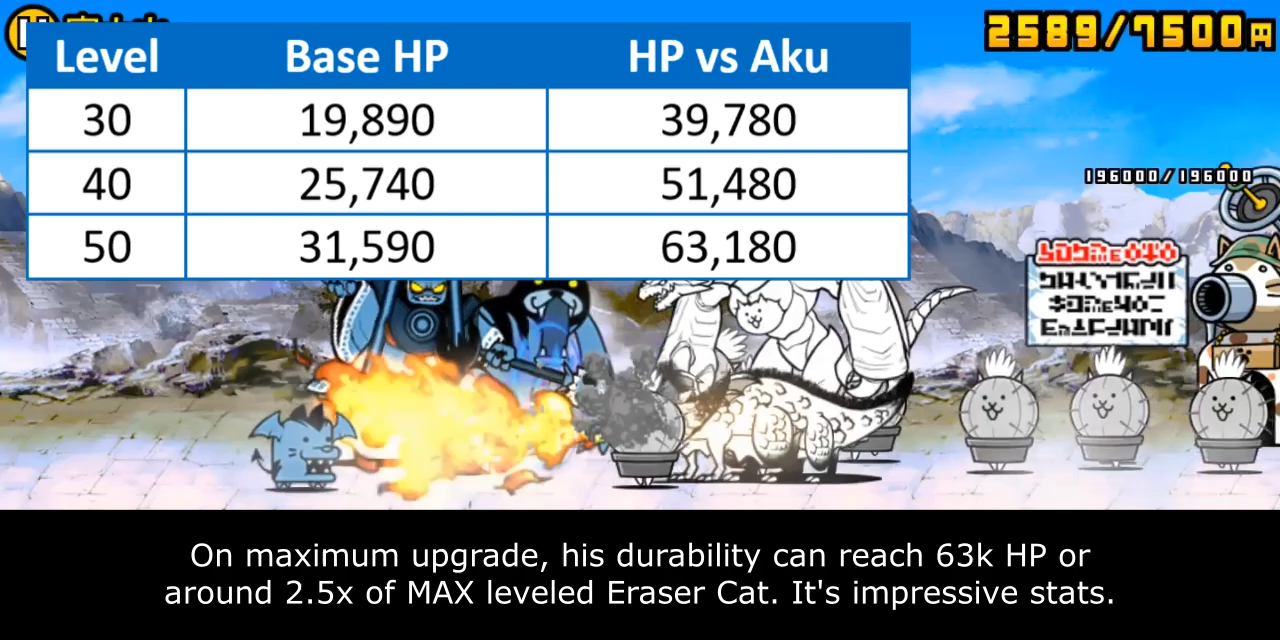 2589/7500円
Level Base HP HP vs Aku
30 19,890 39,780
40 25,740 51,480
50 31,590 63,180
196000/196000
On maximum upgrade, his durability can reach 63k HP or
around 2.5x of MAX leveled Eraser Cat. It's impressive stats.